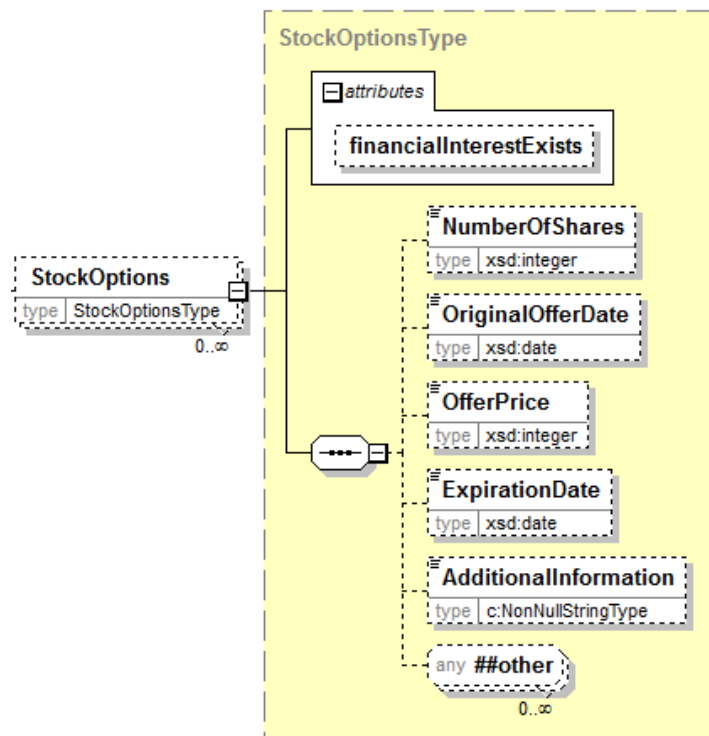 StockOptionsType
attributes
financialInterestExists
NumberOfShares
type xsd:integer
StockOptions
type StockOptionsType
0..∞
OriginalOfferDate
type xsd:date
OfferPrice
type xsd:integer
ExpirationDate
type xsd:date
AdditionalInformation
type c:NonNullStringType
any ##other
0..∞